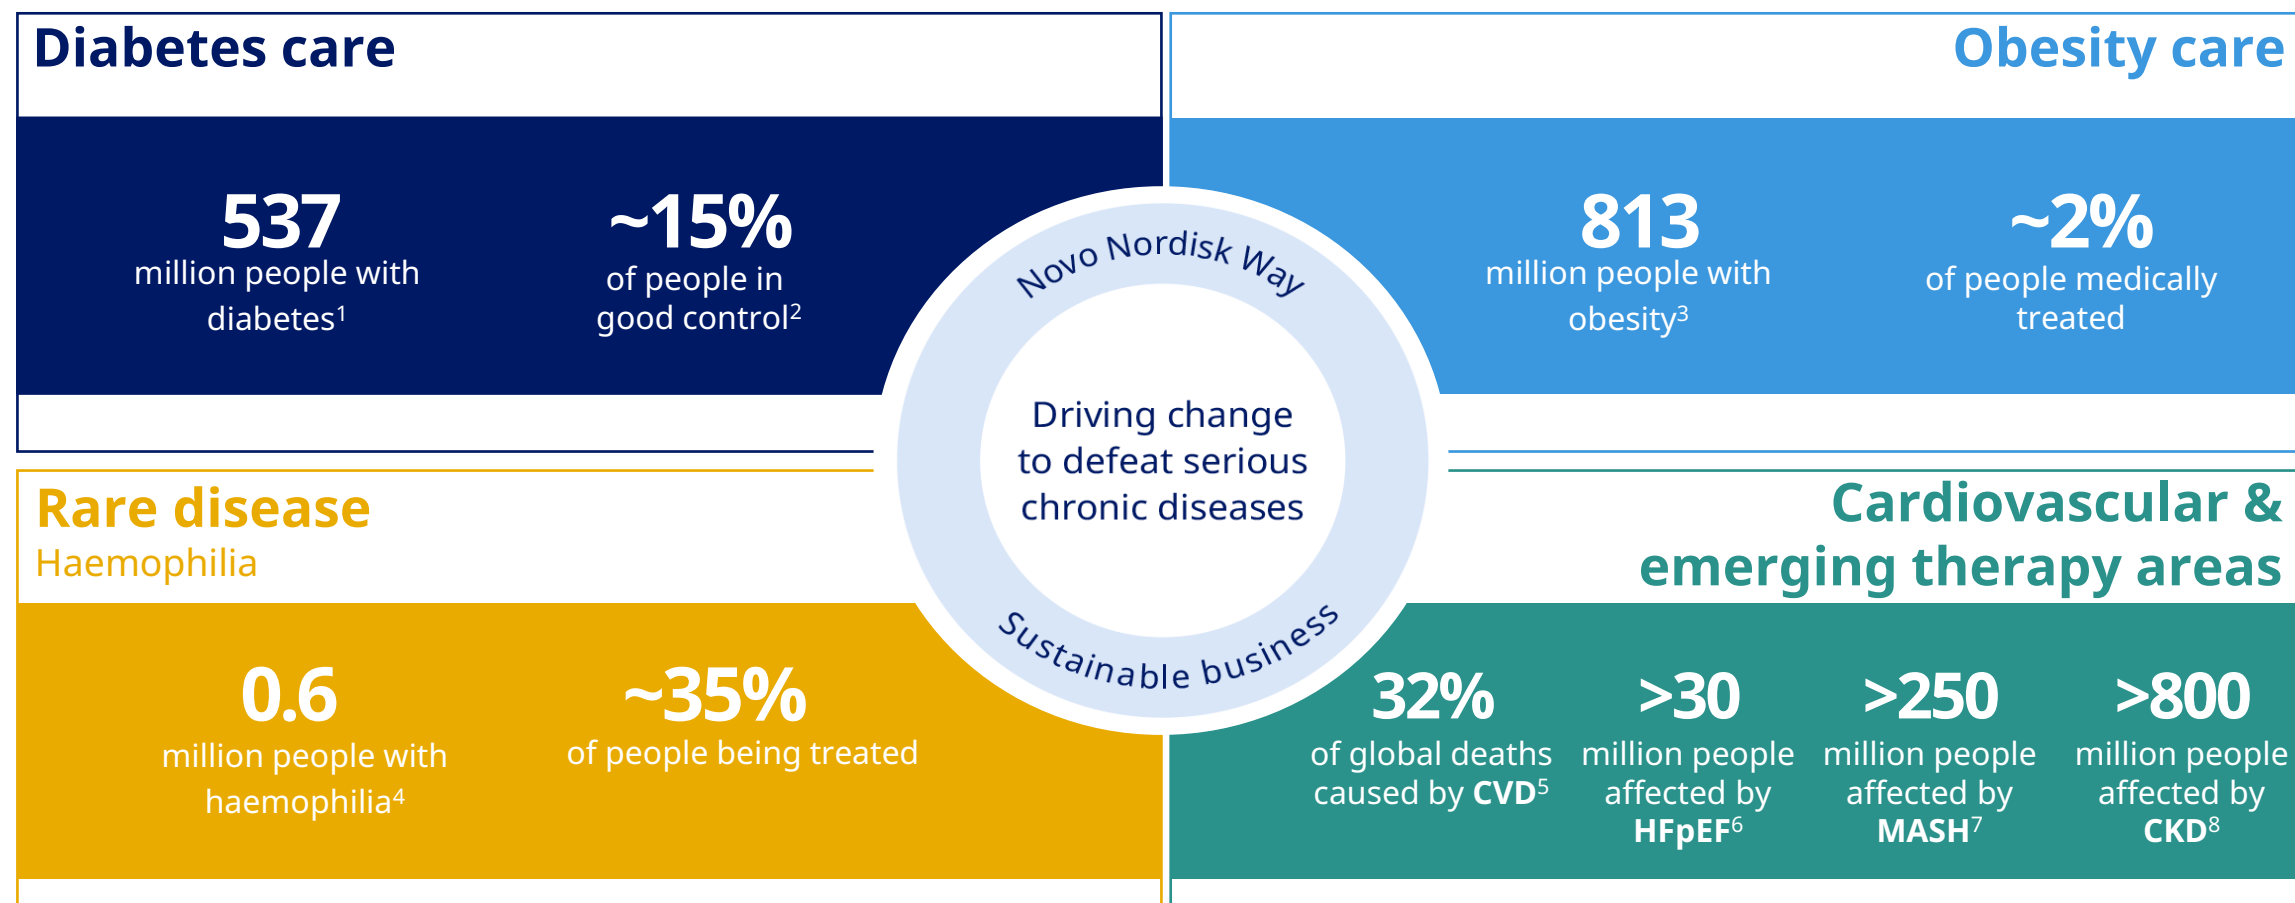 Diabetes care
537
million people with
diabetes¹
~15%
of people in
good control²
Obesity care
813
million people with
obesity³
~2%
of people medically
treated
Novo Nordisk Way
Driving change
to defeat serious
chronic diseases
Sustainable business
Rare disease
Haemophilia
0.6
million people with
haemophilia⁴
~35%
of people being treated
Cardiovascular &
emerging therapy areas
32%
of global deaths
caused by CVD⁵
>30
million people
affected by
HFpEF⁶
>250
million people
affected by
MASH⁷
>800
million people
affected by
CKD⁸